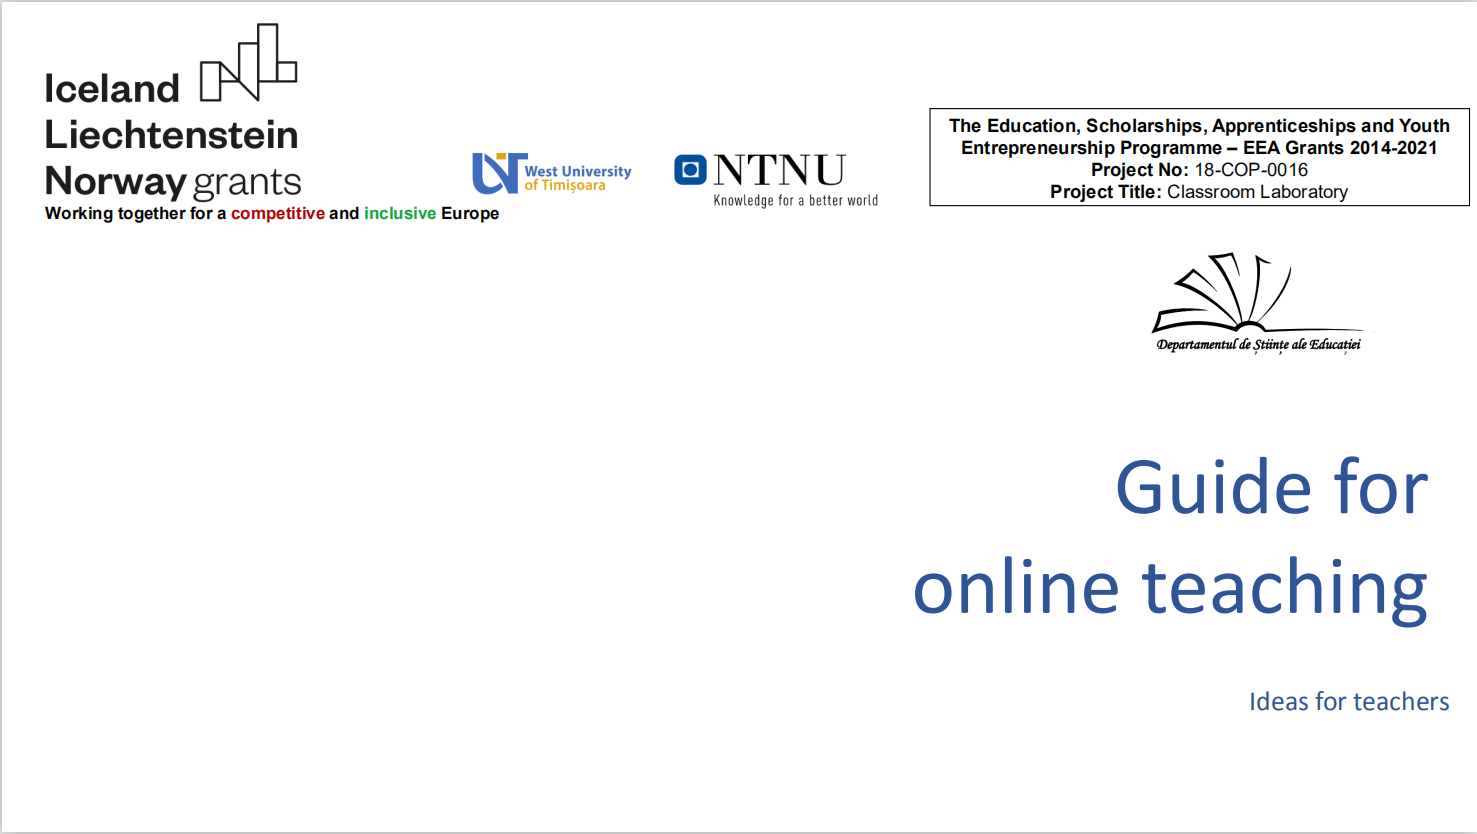 Iceland
Liechtenstein
Norway grants
Working together for a competitive and inclusive Europe
West University
of Timișoara
NTNU
Knowledge for a better world
The Education, Scholarships, Apprenticeships and Youth
Entrepreneurship Programme – EEA Grants 2014-2021
Project No: 18-COP-0016
Project Title: Classroom Laboratory
Departamentul de Științe ale Educației
Guide for
online teaching
Ideas for teachers